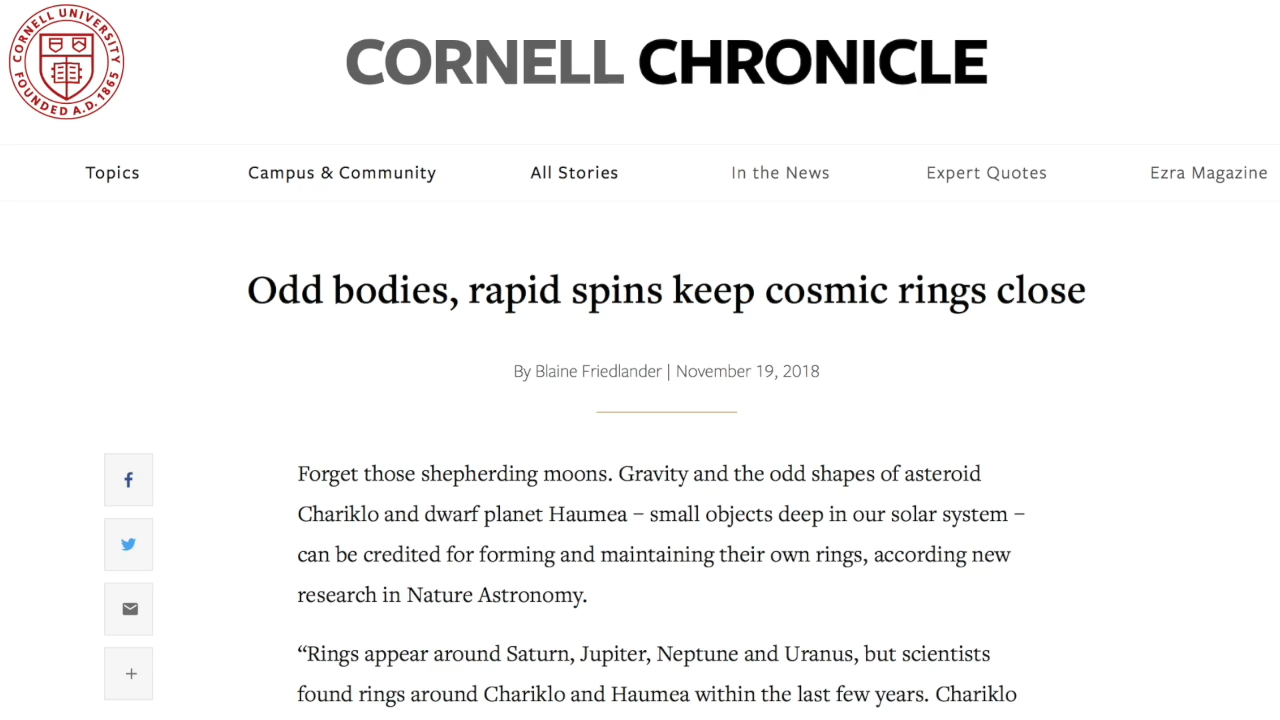 CORNELL UNIVERSITY
FOUNDED A.D. 1865
CORNELL CHRONICLE
Topics
Campus & Community
All Stories
In the News
Expert Quotes
Ezra Magazine
Odd bodies, rapid spins keep cosmic rings close
By Blaine Friedlander | November 19, 2018
Forget those shepherding moons. Gravity and the odd shapes of asteroid
Chariklo and dwarf planet Haumea – small objects deep in our solar system –
can be credited for forming and maintaining their own rings, according new
research in Nature Astronomy.
“Rings appear around Saturn, Jupiter, Neptune and Uranus, but scientists
found rings around Chariklo and Haumea within the last few years. Chariklo